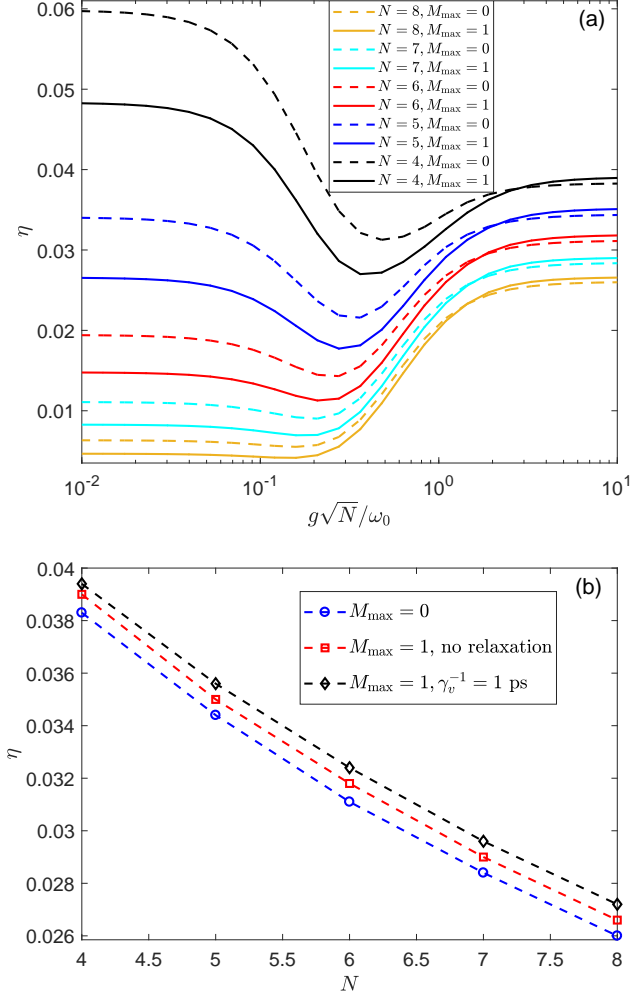 0.06
0.05
0.04
0.03
0.02
0.01
η
(a)
N = 8, M_max = 0
N = 8, M_max = 1
N = 7, M_max = 0
N = 7, M_max = 1
N = 6, M_max = 0
N = 6, M_max = 1
N = 5, M_max = 0
N = 5, M_max = 1
N = 4, M_max = 0
N = 4, M_max = 1
10^-2 10^-1 10^0 10^1
g√N/ω₀
(b)
0.04
0.038
0.036
0.034
0.032
0.03
0.028
0.026
η
M_max = 0
M_max = 1, no relaxation
M_max = 1, γ_v^-1 = 1 ps
4 4.5 5 5.5 6 6.5 7 7.5 8
N